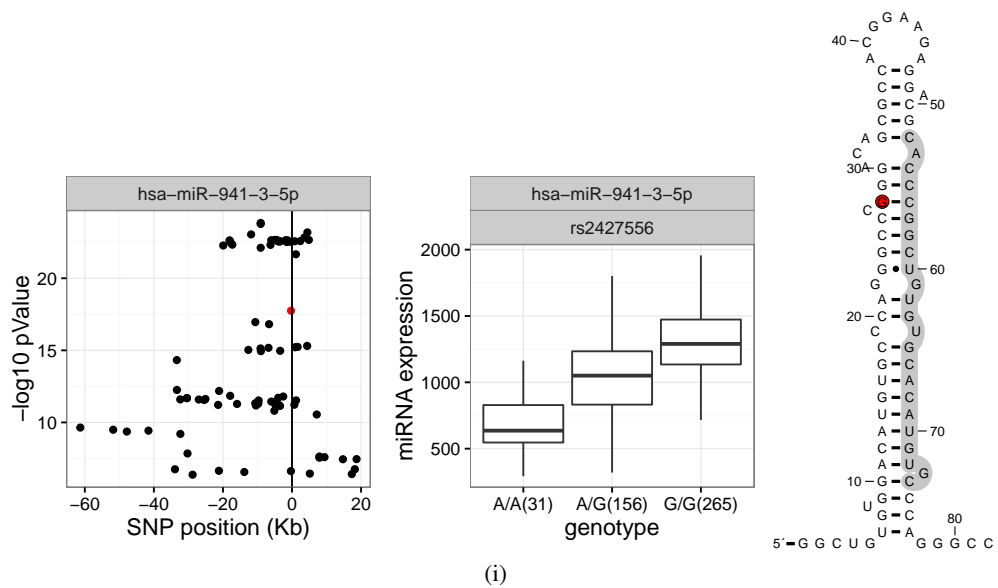 hsa−miR−941−3−5p
20
15
10
−log10 pValue
−60 −40 −20 0 20
SNP position (Kb)
hsa−miR−941−3−5p
rs2427556
2000
1500
1000
500
miRNA expression
A/A(31) A/G(156) G/G(265)
genotype
G G
A A
40 C G
A A
C G
C G A
G C 50
C G
G C
A A
C
30 A G C
G C
G C
C
C G
C G
G C
G U 60
G G
A U
20 C G
C U
C G
G C
U A
G C
U A
A U 70
C G
A U
G
10 G C
G C
U
G C
U A
80
5´ G G C U G A G G G C C
(i)